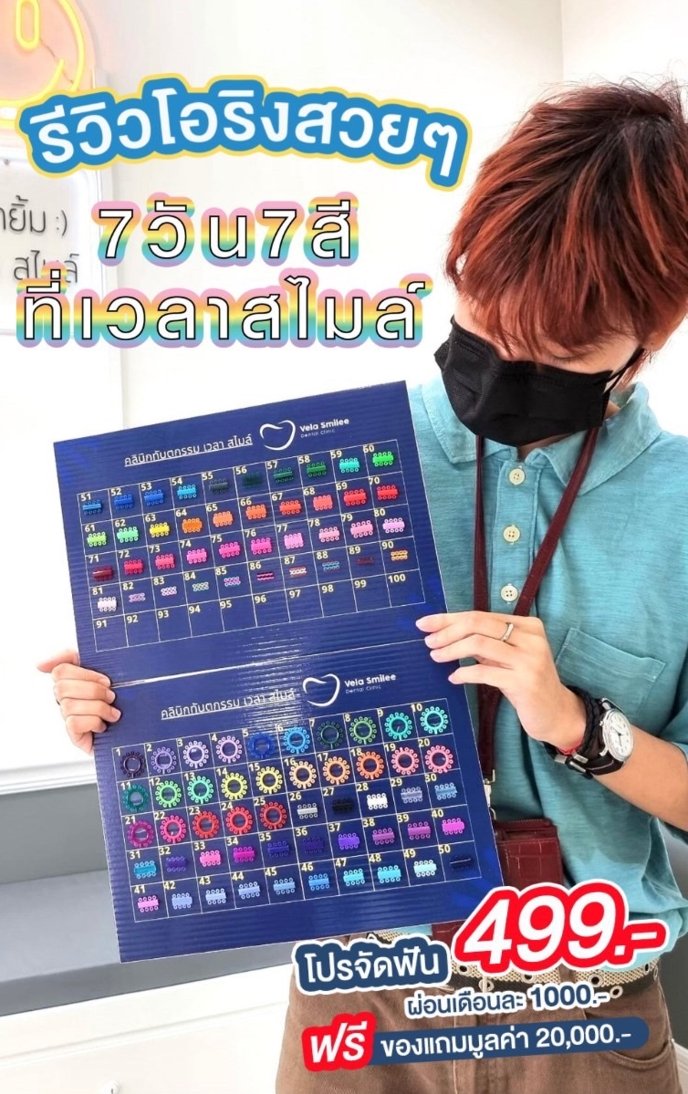 รีวิวโอริงสวยๆ
7วัน7สี
ที่เวลาสไมล์
ยิ้ม :)
สไมล์
คลินิกทันตกรรม เวลา สไมล์
Vela Smilee
Dental Clinic
51 52 53 54 55 56 57 58 59 60
61 62 63 64 65 66 67 68 69 70
71 72 73 74 75 76 77 78 79 80
81 82 83 84 85 86 87 88 89 90
91 92 93 94 95 96 97 98 99 100
คลินิกทันตกรรม เวลา สไมล์
Vela Smilee
Dental Clinic
1 2 3 4 5 6 7 8 9 10
11 12 13 14 15 16 17 18 19 20
21 22 23 24 25 26 27 28 29 30
31 32 33 34 35 36 37 38 39 40
41 42 43 44 45 46 47 48 49 50
โปรจัดฟัน 499.-
ผ่อนเดือนละ 1000.-
ฟรี ของแถมมูลค่า 20,000.-